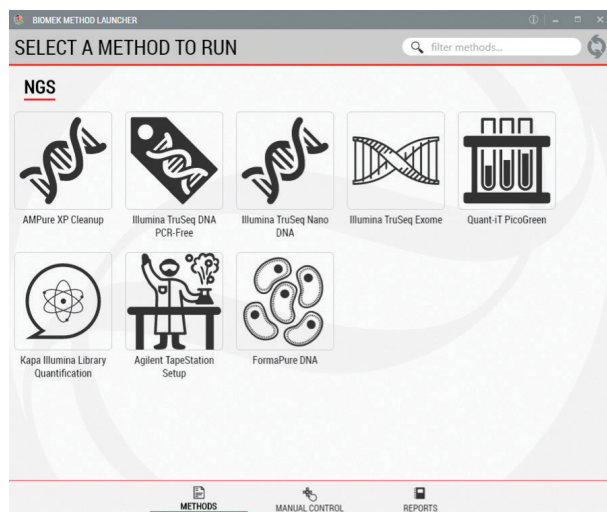 BIOMEK METHOD LAUNCHER
SELECT A METHOD TO RUN
filter methods...
NGS
AMPure XP Cleanup
Illumina TruSeq DNA
PCR-Free
Illumina TruSeq Nano
DNA
Illumina TruSeq Exome
Quant-iT PicoGreen
Kapa Illumina Library
Quantification
Agilent TapeStation
Setup
FormaPure DNA
METHODS
MANUAL CONTROL
REPORTS